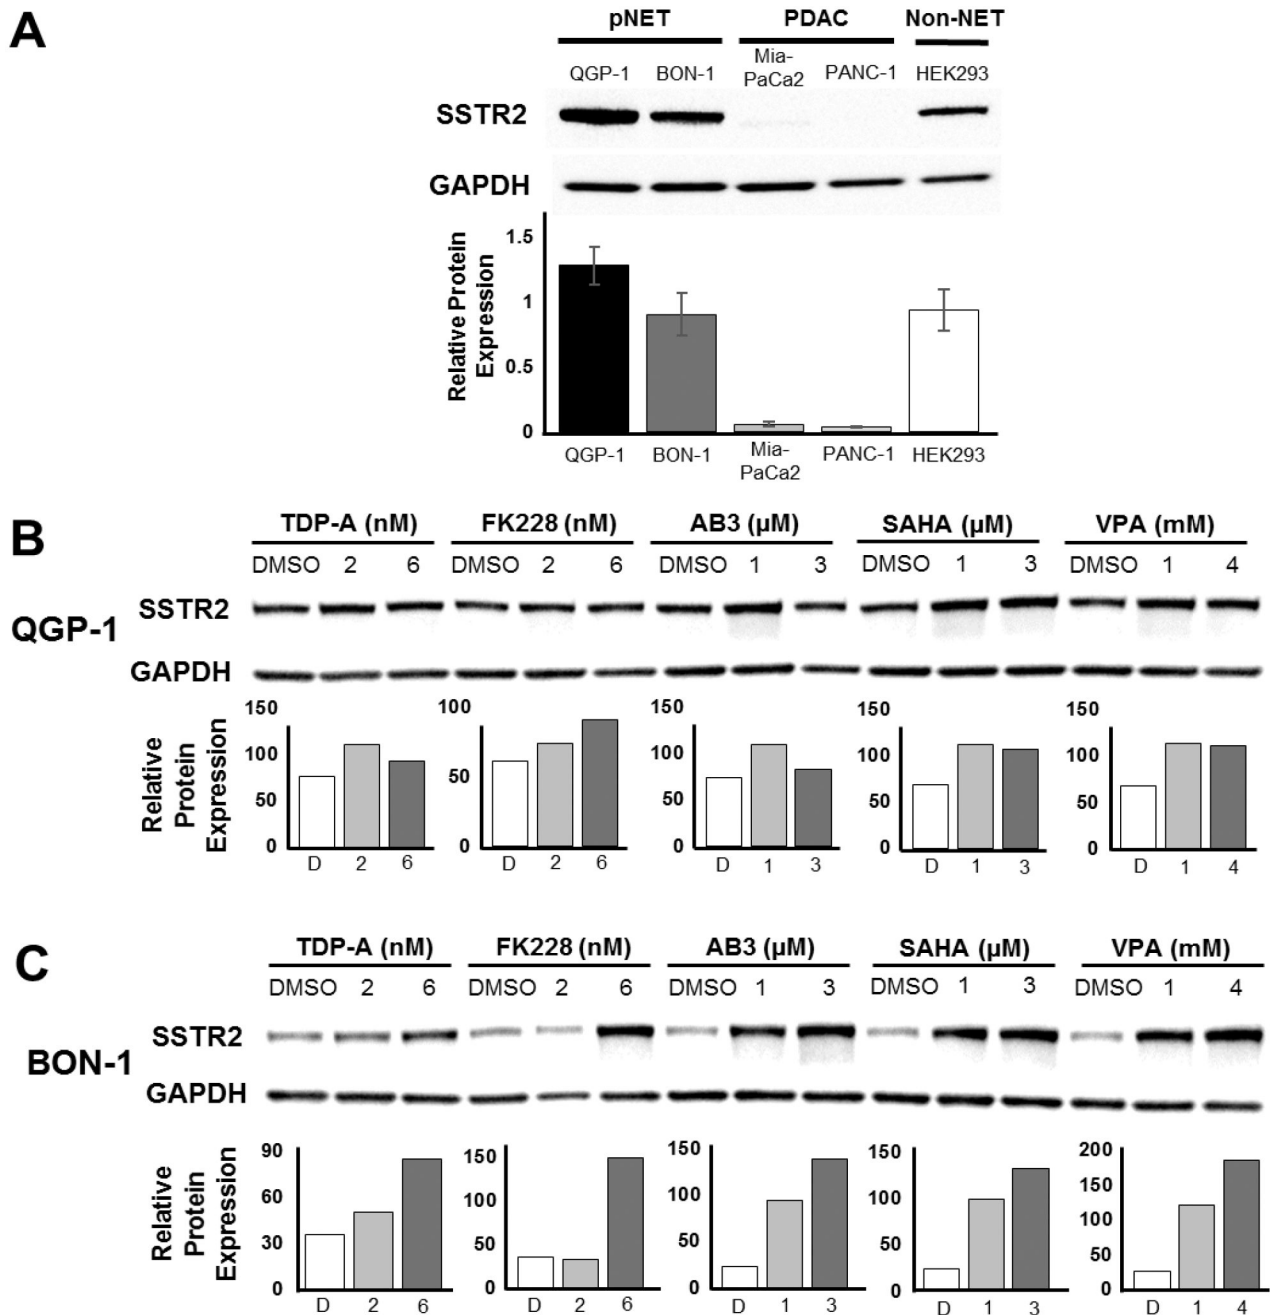 A
pNET PDAC Non-NET
QGP-1 BON-1 Mia-PaCa2 PANC-1 HEK293
SSTR2
GAPDH
Relative Protein Expression
1.5
1
0.5
0
QGP-1 BON-1 Mia-PaCa2 PANC-1 HEK293
B
TDP-A (nM) FK228 (nM) AB3 (µM) SAHA (µM) VPA (mM)
DMSO 2 6 DMSO 2 6 DMSO 1 3 DMSO 1 3 DMSO 1 4
QGP-1
SSTR2
GAPDH
Relative Protein Expression
150 100 150 150 150
100 50 100 100 100
50 0 50 50 50
0 0 0 0
D 2 6 D 2 6 D 1 3 D 1 3 D 1 4
C
TDP-A (nM) FK228 (nM) AB3 (µM) SAHA (µM) VPA (mM)
DMSO 2 6 DMSO 2 6 DMSO 1 3 DMSO 1 3 DMSO 1 4
BON-1
SSTR2
GAPDH
Relative Protein Expression
90 150 150 150 200
60 100 100 100 150
30 50 50 50 100
0 0 0 0 50
0
D 2 6 D 2 6 D 1 3 D 1 3 D 1 4